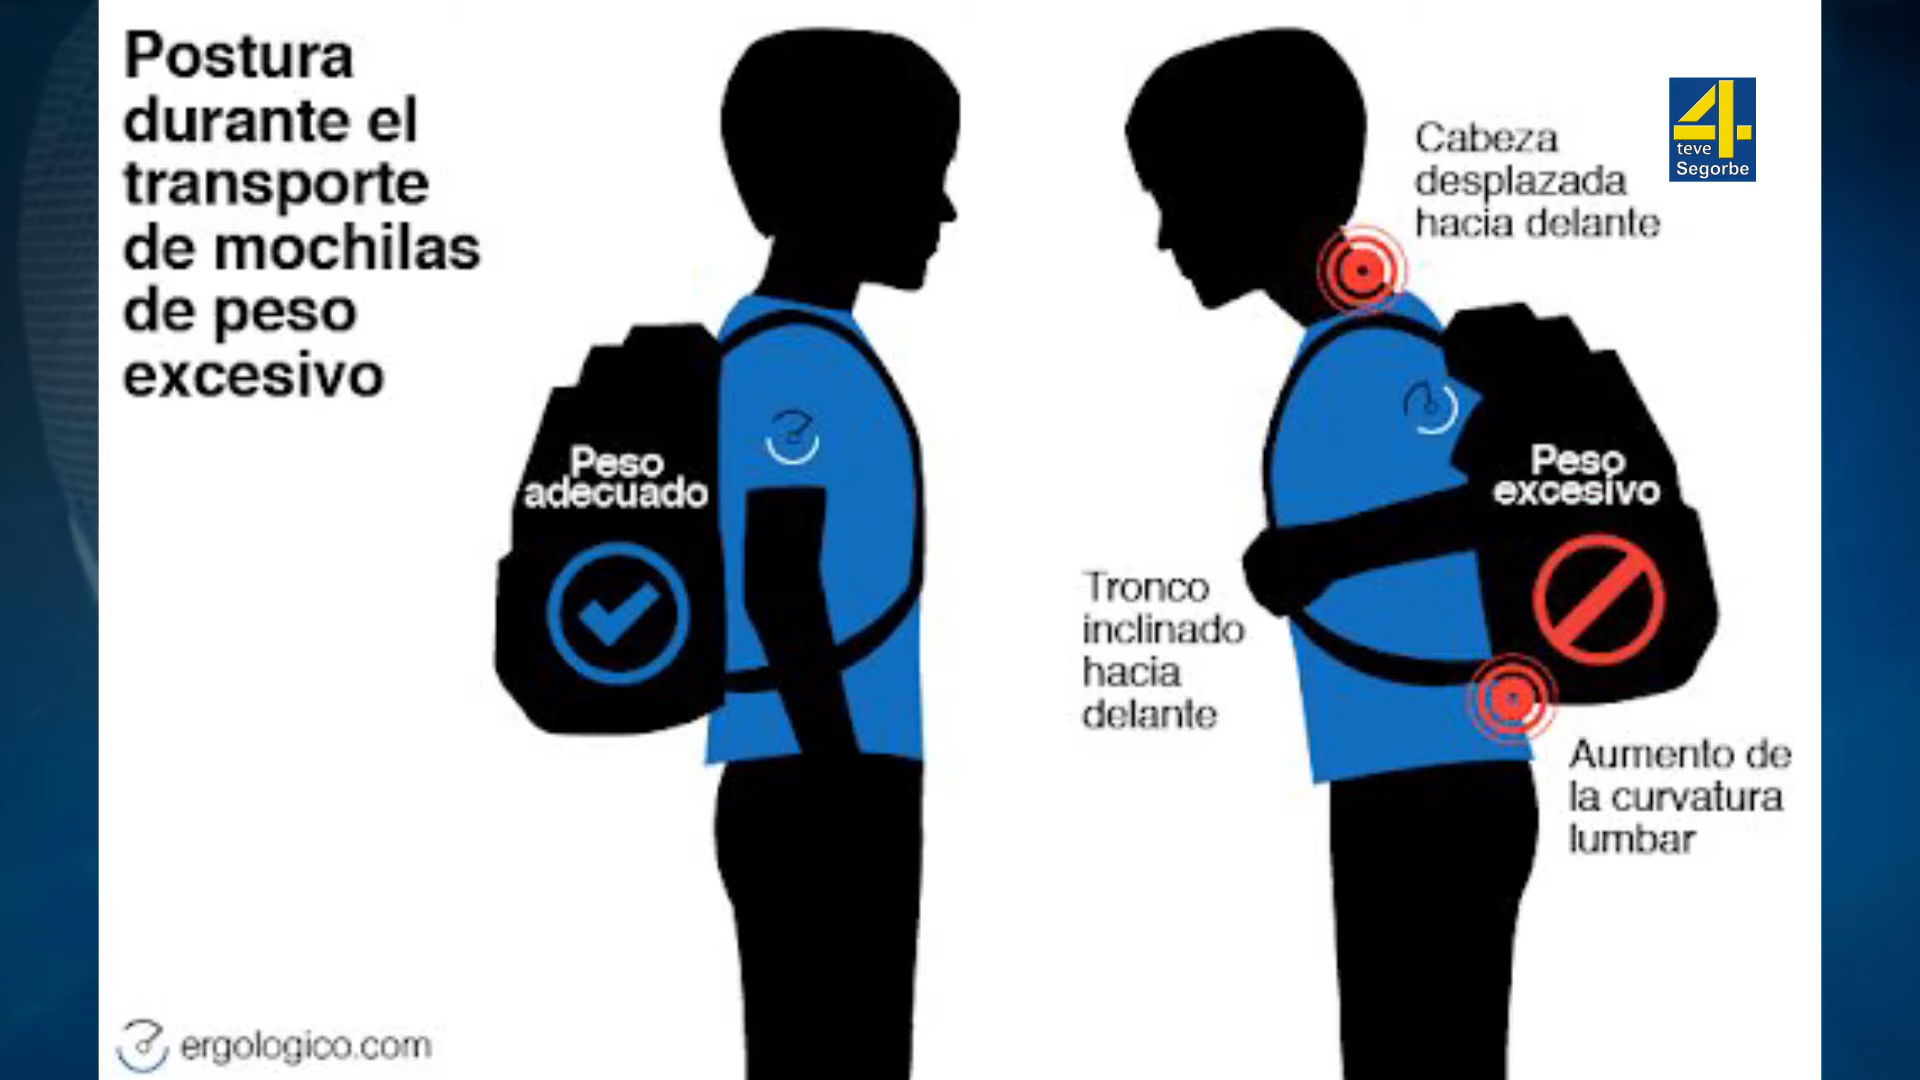 Postura
durante el
transporte
de mochilas
de peso
excesivo
Peso
adecuado
Cabeza
desplazada
hacia delante
4
teve
Segorbe
Peso
excesivo
Tronco
inclinado
hacia
delante
Aumento de
la curvatura
lumbar
ergologico.com